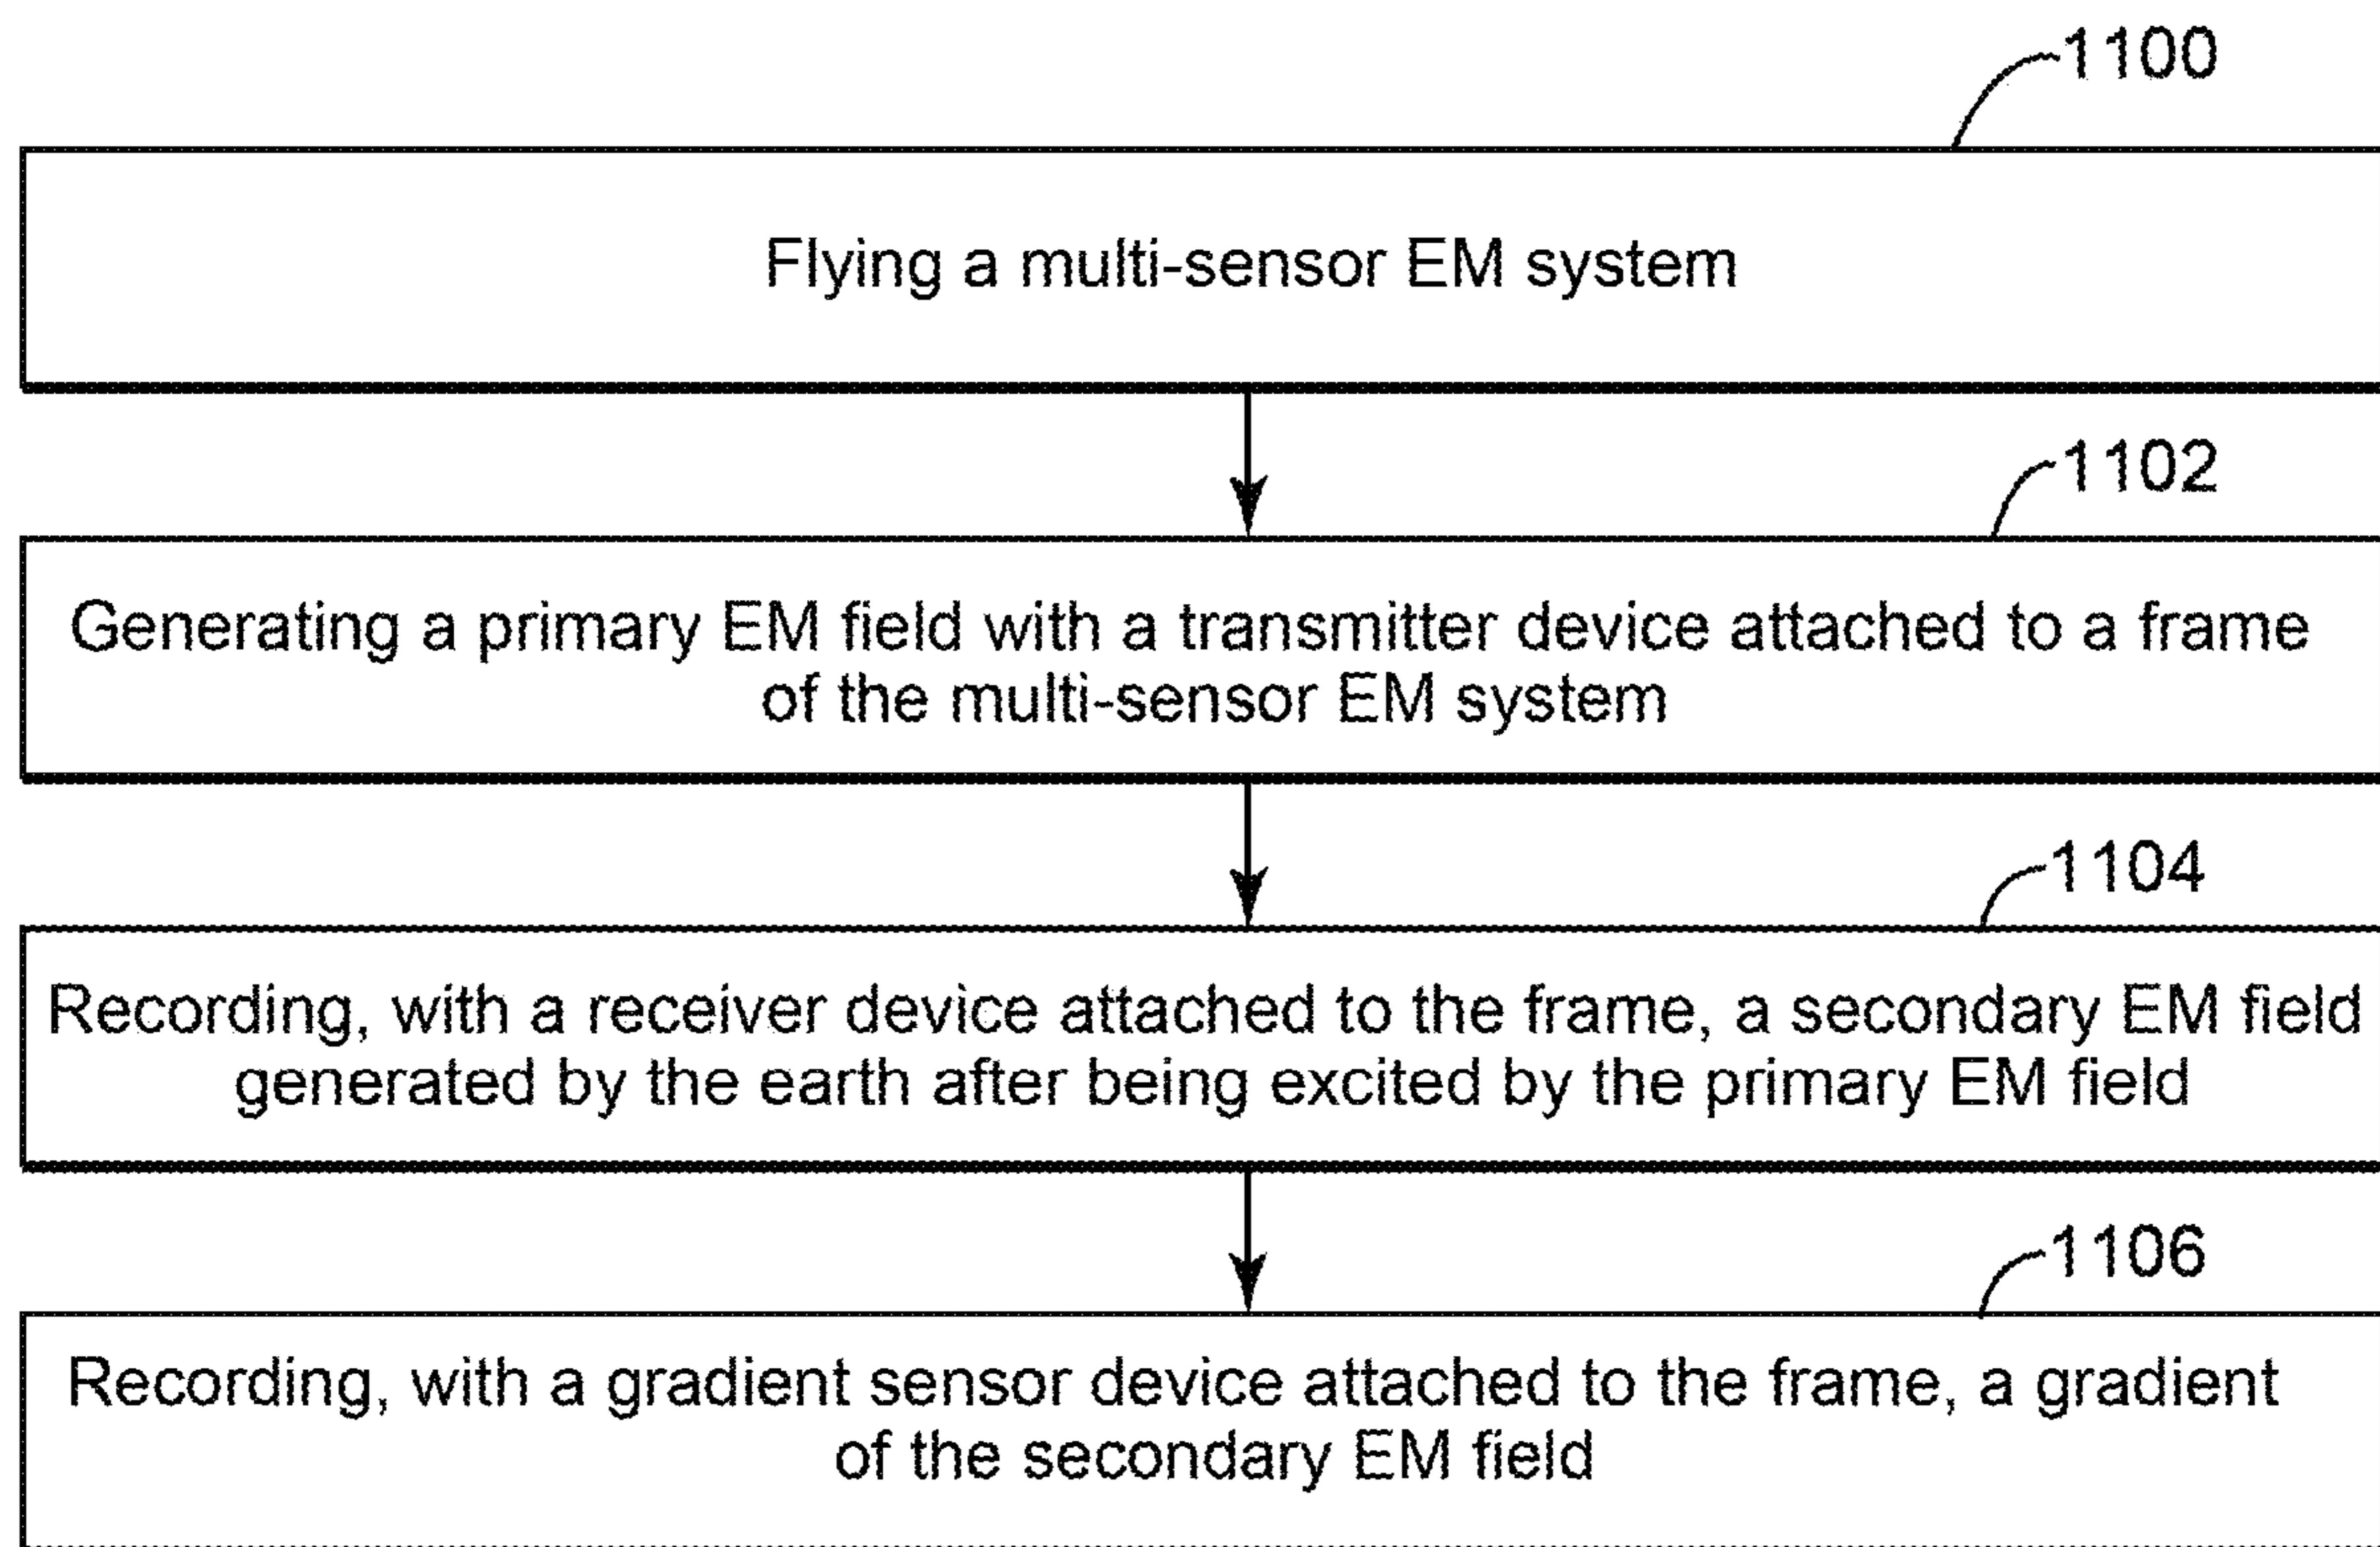 1100
Flying a multi-sensor EM system
1102
Generating a primary EM field with a transmitter device attached to a frame
of the multi-sensor EM system
1104
Recording, with a receiver device attached to the frame, a secondary EM field
generated by the earth after being excited by the primary EM field
1106
Recording, with a gradient sensor device attached to the frame, a gradient
of the secondary EM field